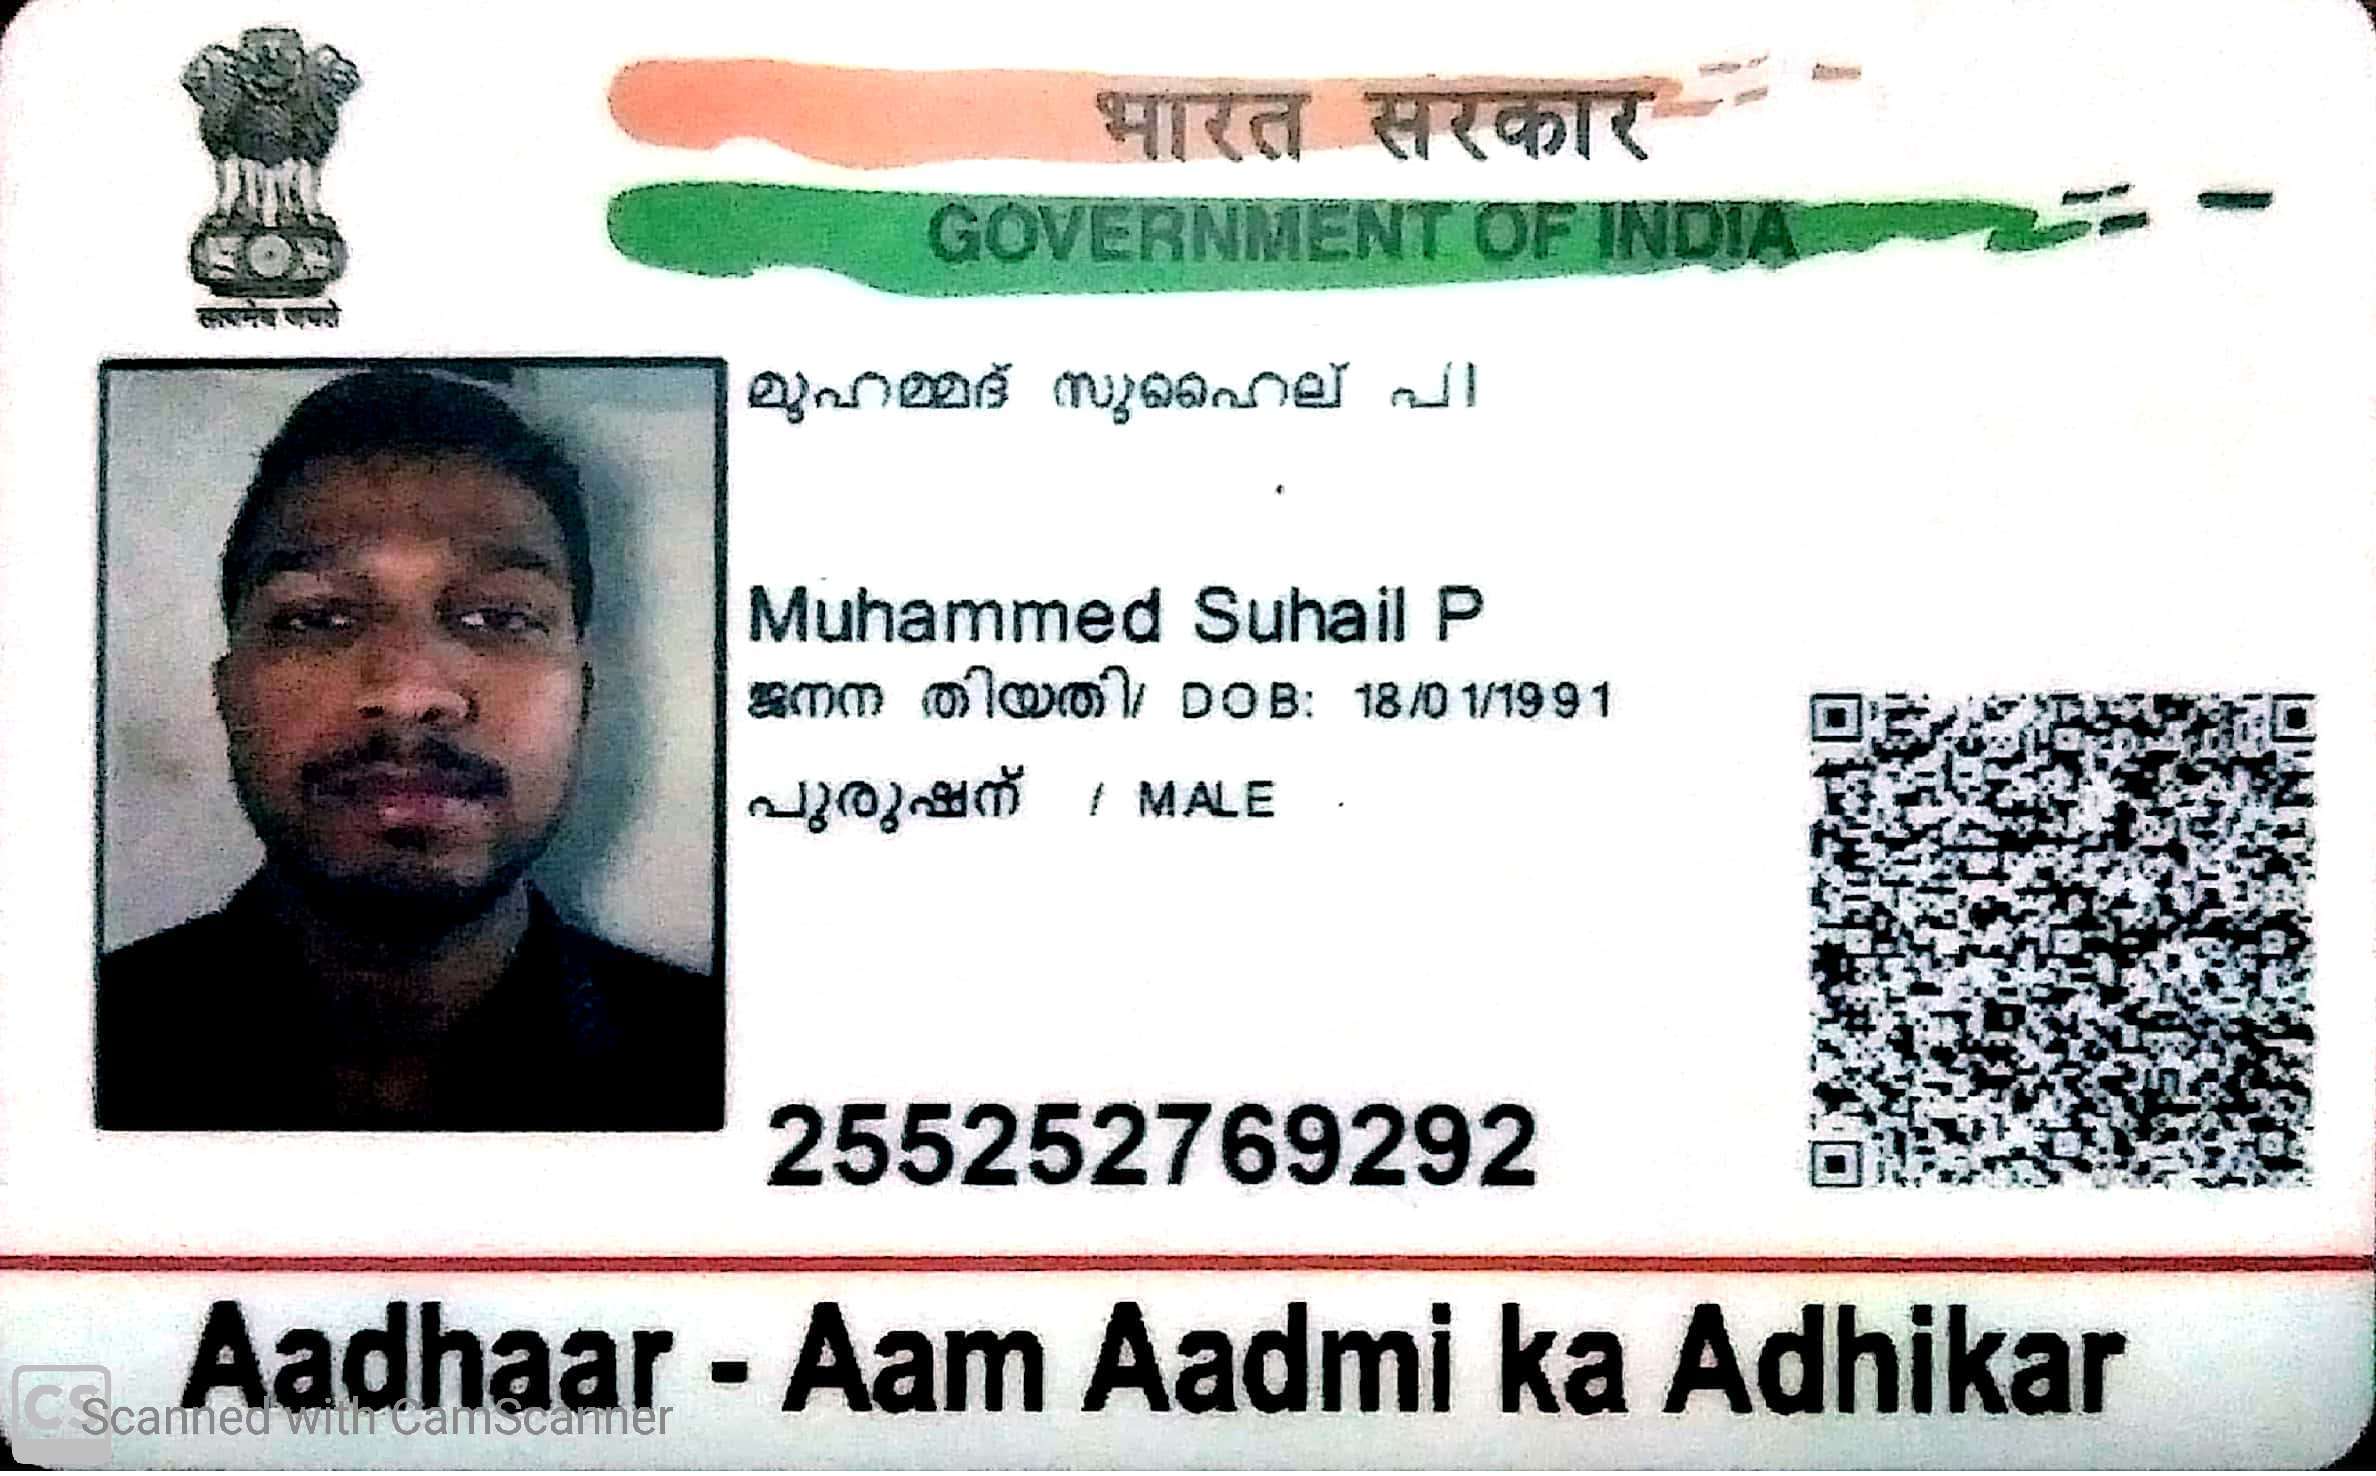 सत्यमेव जयते
भारत सरकार
GOVERNMENT OF INDIA
മുഹമ്മദ് സുഹൈല് പി
Muhammed Suhail P
ജനന തിയതി/ DOB: 18/01/1991
പുരുഷന് / MALE
255252769292
Aadhaar - Aam Aadmi ka Adhikar
CS Scanned with CamScanner